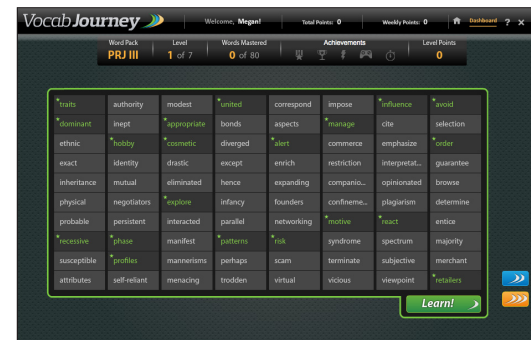 Vocab Journey Welcome, Megan! Total Points: 0 Weekly Points: 0 Dashboard ? X
Word Pack Level Words Mastered Achievements Level Points
PRJ III 1 of 7 0 of 80 0
traits authority modest united correspond impose influence avoid
dominant inept appropriate bonds aspects manage cite selection
ethnic hobby cosmetic diverged alert commerce emphasize order
exact identity drastic except enrich restriction interpretat... guarantee
inheritance mutual eliminated hence expanding companio... opinionated browse
physical negotiators explore infancy founders confineme... plagiarism determine
probable persistent interacted parallel networking motive react entice
recessive phase manifest patterns risk syndrome spectrum majority
susceptible profiles mannerisms perhaps scam terminate subjective merchant
attributes self-reliant menacing trodden virtual vicious viewpoint retailers
Learn!